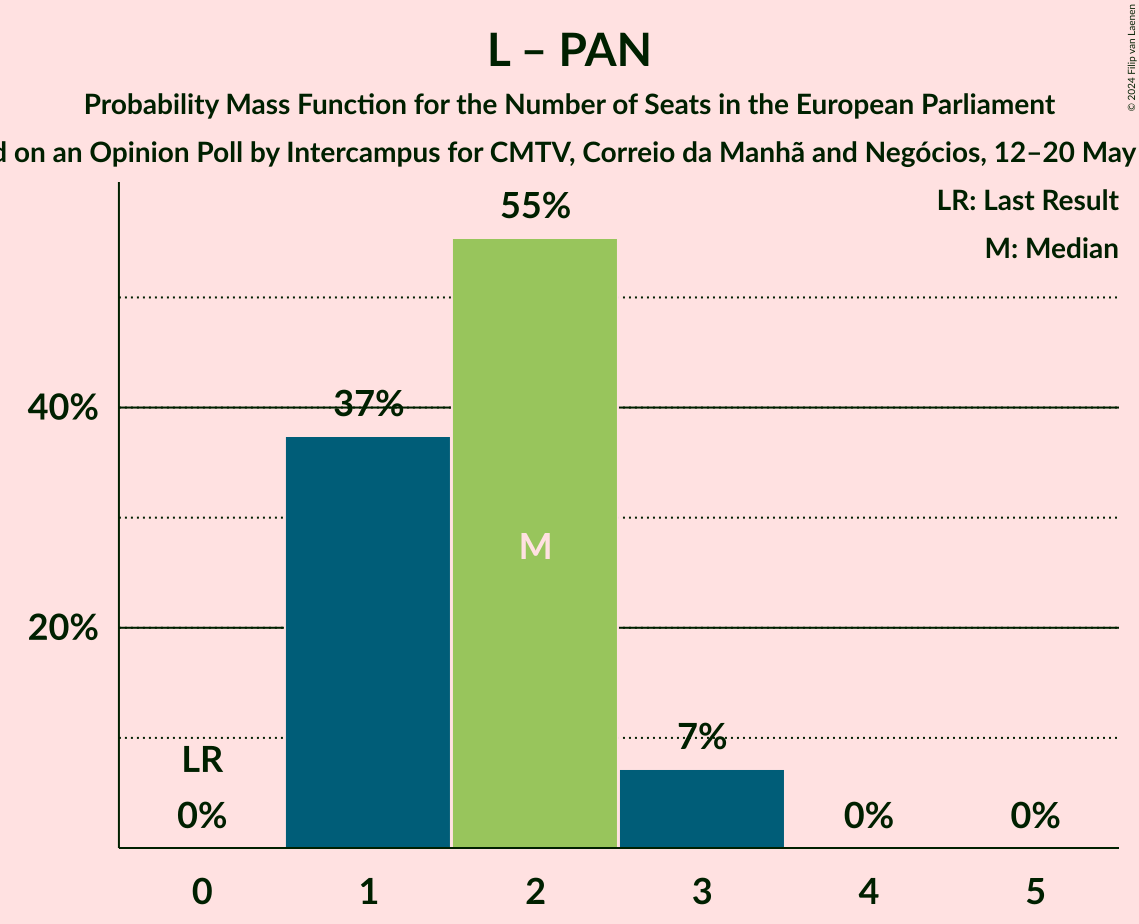 L – PAN
Probability Mass Function for the Number of Seats in the European Parliament
on an Opinion Poll by Intercampus for CMTV, Correio da Manhã and Negócios, 12–20 May
© 2024 Filip van Laenen
LR: Last Result
M: Median
55%
37%
40%
M
20%
7%
LR
0%
0%
0%
0
1
2
3
4
5